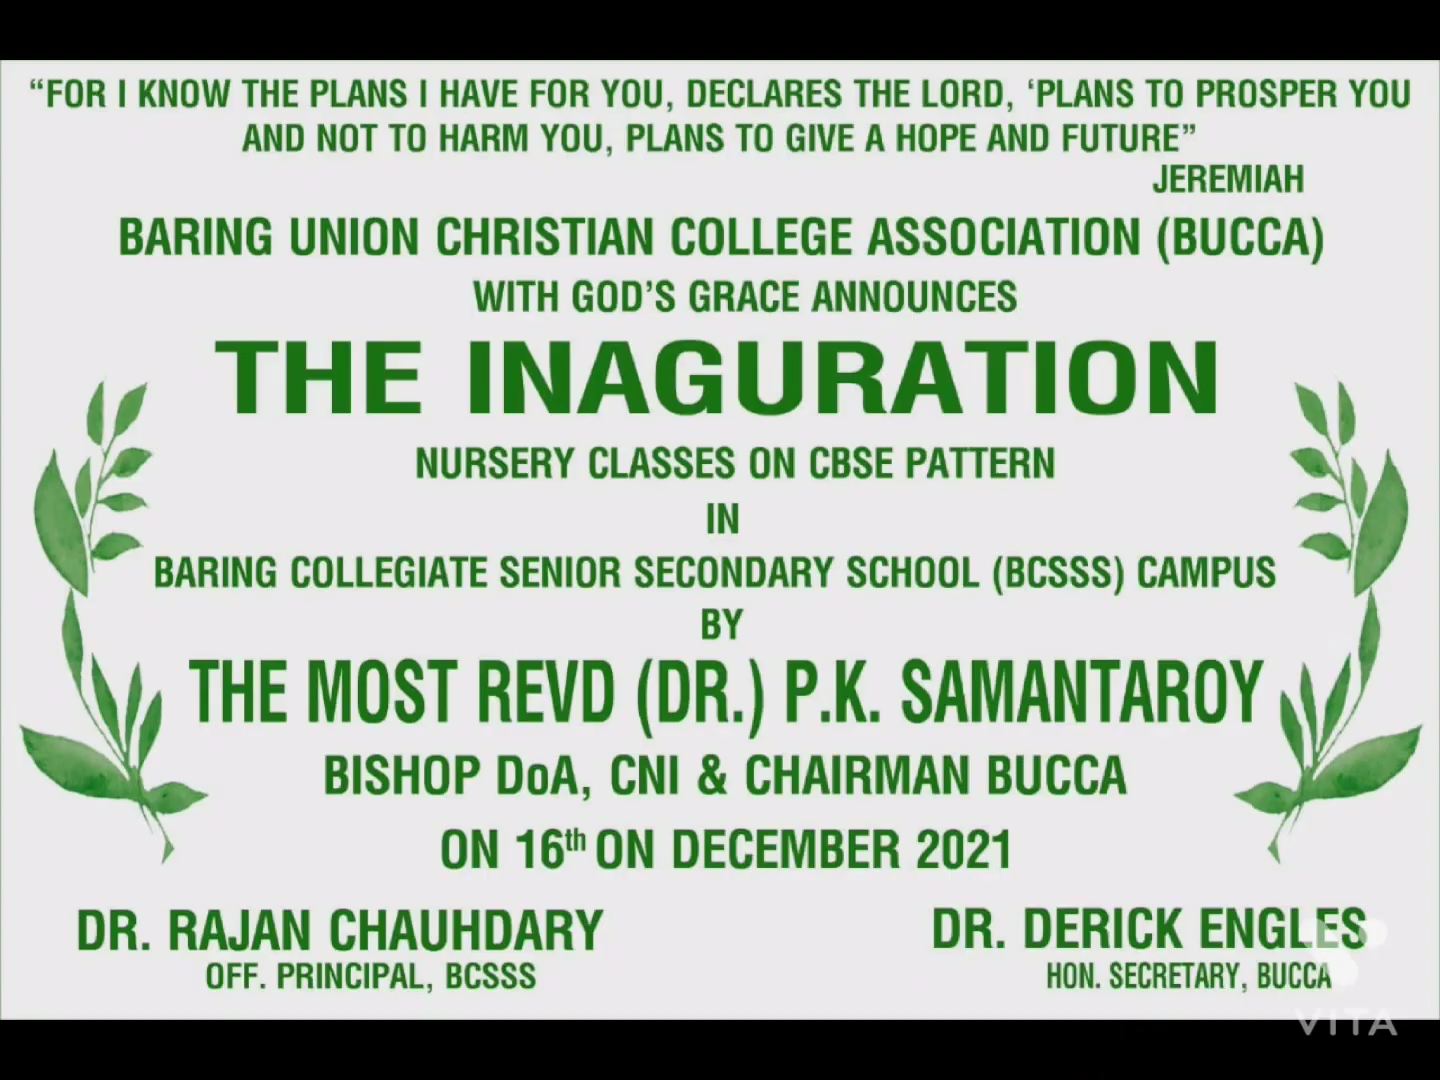 “FOR I KNOW THE PLANS I HAVE FOR YOU, DECLARES THE LORD, ‘PLANS TO PROSPER YOU
AND NOT TO HARM YOU, PLANS TO GIVE A HOPE AND FUTURE”
JEREMIAH
BARING UNION CHRISTIAN COLLEGE ASSOCIATION (BUCCA)
WITH GOD’S GRACE ANNOUNCES
THE INAGURATION
NURSERY CLASSES ON CBSE PATTERN
IN
BARING COLLEGIATE SENIOR SECONDARY SCHOOL (BCSSS) CAMPUS
BY
THE MOST REVD (DR.) P.K. SAMANTAROY
BISHOP DoA, CNI & CHAIRMAN BUCCA
ON 16th ON DECEMBER 2021
DR. RAJAN CHAUHDARY
OFF. PRINCIPAL, BCSSS
DR. DERICK ENGLES
HON. SECRETARY, BUCCA
VITA